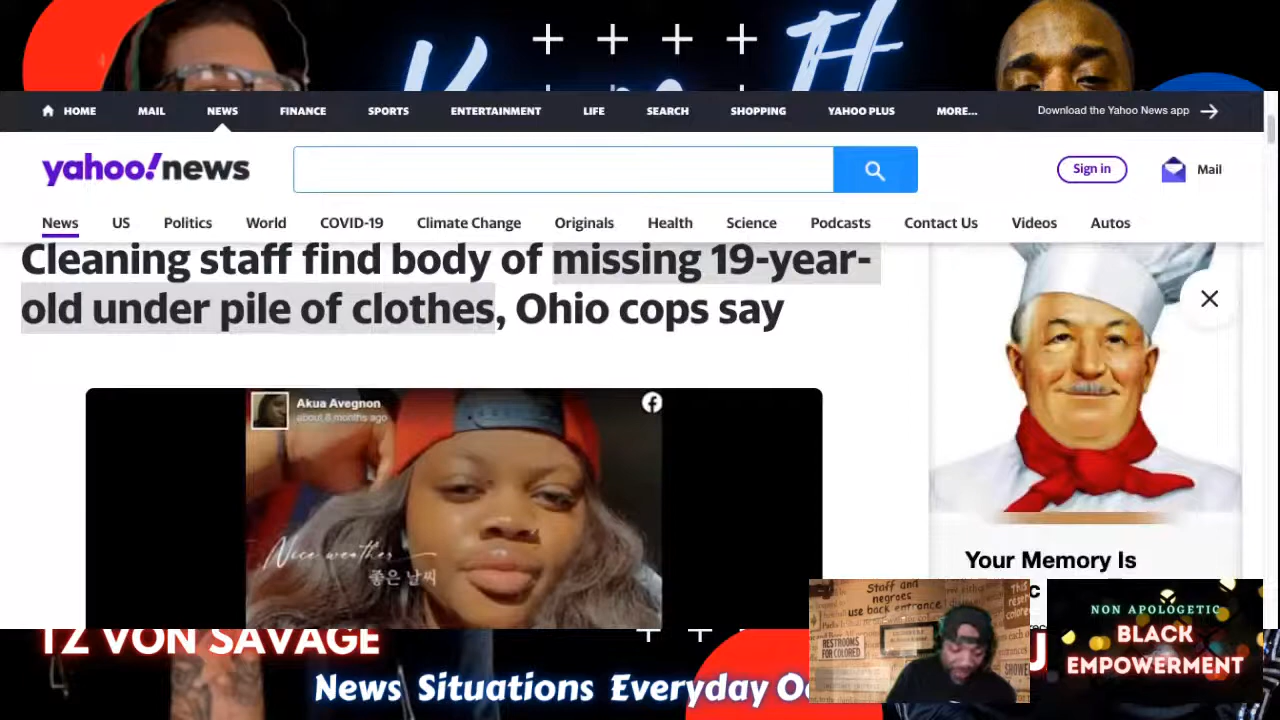 HOME MAIL NEWS FINANCE SPORTS ENTERTAINMENT LIFE SEARCH SHOPPING YAHOO PLUS MORE... Download the Yahoo News app
yahoo!news
Sign in
Mail
News US Politics World COVID-19 Climate Change Originals Health Science Podcasts Contact Us Videos Autos
Cleaning staff find body of missing 19-year-
old under pile of clothes, Ohio cops say
Akua Avegnon
about 8 months ago
Nice weather
좋은 날씨
Your Memory Is
Staff and
negroes
use back entrance
RESTROOMS
FOR COLORED
NON APOLOGETIC
BLACK
EMPOWERMENT
TZ VON SAVAGE
News Situations Everyday